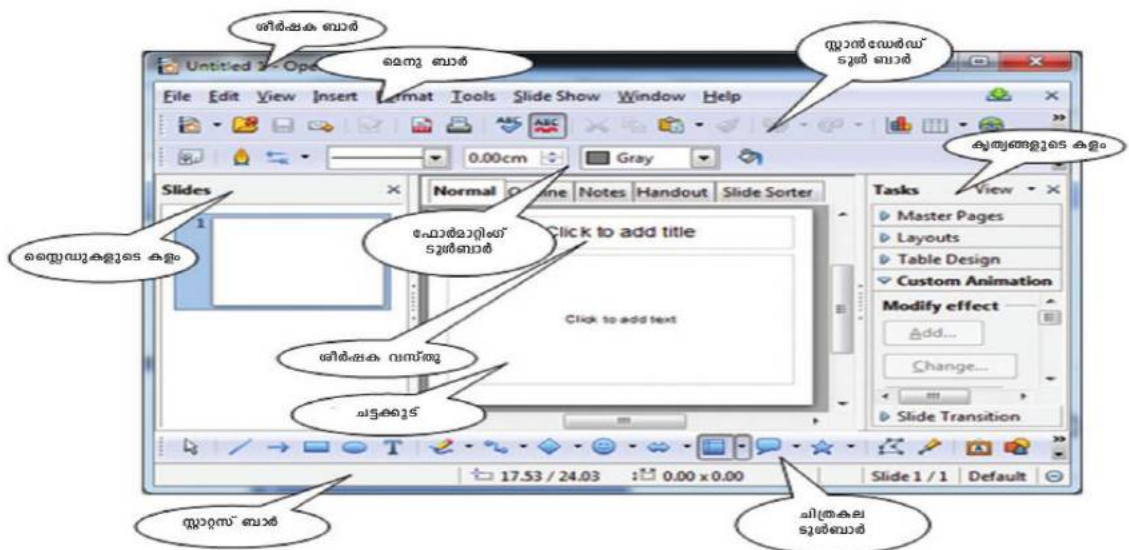 ശീർഷക ബാർ
മെനു ബാർ
സ്റ്റാൻഡേർഡ്
ടൂൾ ബാർ
Untitled 1 - Ope
File Edit View Insert Format Tools Slide Show Window Help
കൃത്യങ്ങളുടെ കളം
0.00cm Gray
Slides
Normal Outline Notes Handout Slide Sorter
Tasks View
1
ഫോർമാറ്റിംഗ്
ടൂൾബാർ
Click to add title
Master Pages
Layouts
Table Design
Custom Animation
സ്ലൈഡുകളുടെ കളം
Modify effect
Click to add text
Add...
ശീർഷക വസ്തു
Change...
ചട്ടക്കൂട്
Slide Transition
17.53 / 24.03 0.00 x 0.00 Slide 1 / 1 Default
സ്റ്റാറ്റസ് ബാർ
ചിത്രകല
ടൂൾബാർ